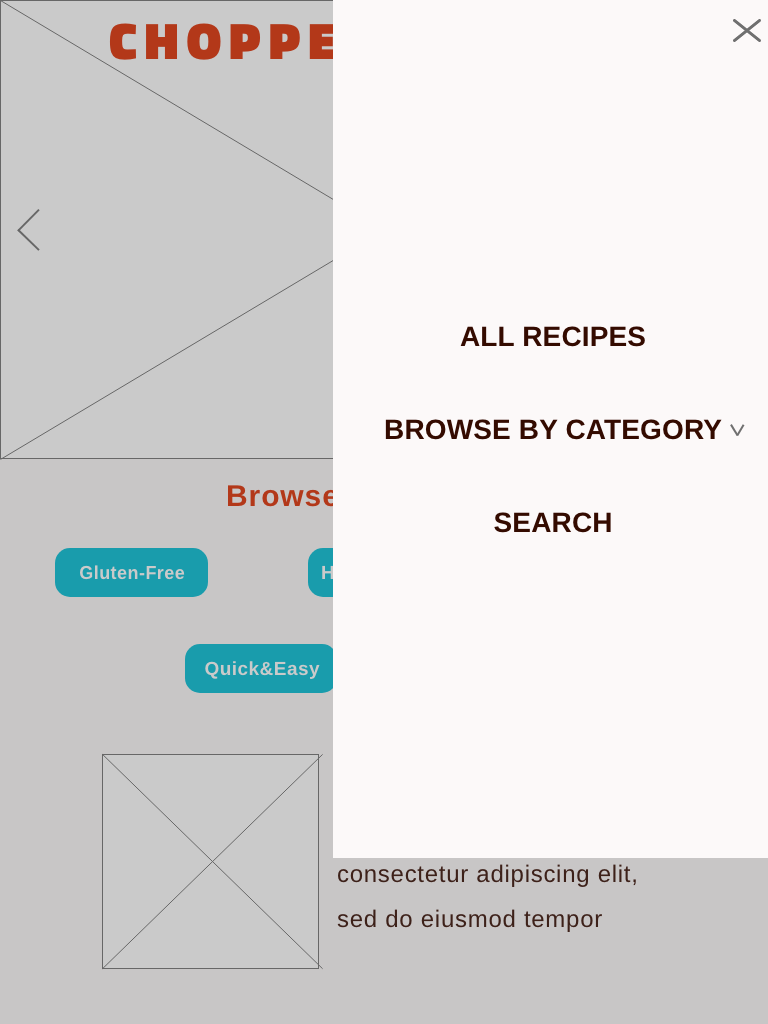 CHOPPE
ALL RECIPES
BROWSE BY CATEGORY
SEARCH
Browse
Gluten-Free
H
Quick&Easy
consectetur adipiscing elit,
sed do eiusmod tempor